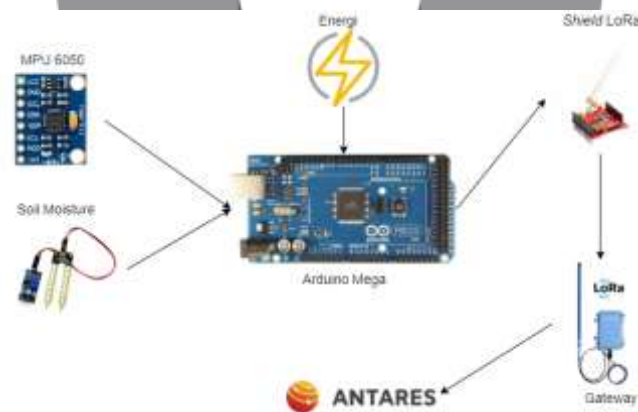 Energi
Shield LoRa
MPU 6050
Soil Moisture
Arduino Mega
LoRa
Gateway
ANTARES